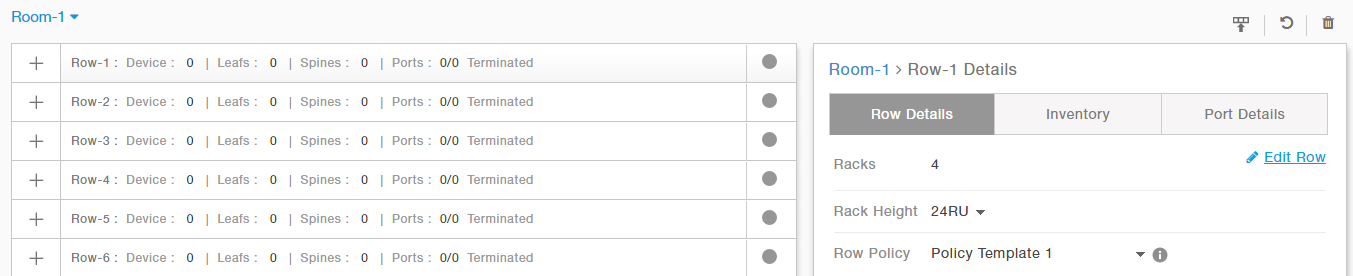 Room-1
Row-1 : Device : 0 | Leafs : 0 | Spines : 0 | Ports : 0/0 Terminated
Row-2 : Device : 0 | Leafs : 0 | Spines : 0 | Ports : 0/0 Terminated
Row-3 : Device : 0 | Leafs : 0 | Spines : 0 | Ports : 0/0 Terminated
Row-4 : Device : 0 | Leafs : 0 | Spines : 0 | Ports : 0/0 Terminated
Row-5 : Device : 0 | Leafs : 0 | Spines : 0 | Ports : 0/0 Terminated
Row-6 : Device : 0 | Leafs : 0 | Spines : 0 | Ports : 0/0 Terminated
Room-1 > Row-1 Details
Row Details Inventory Port Details
Edit Row
Racks 4
Rack Height 24RU
Row Policy Policy Template 1